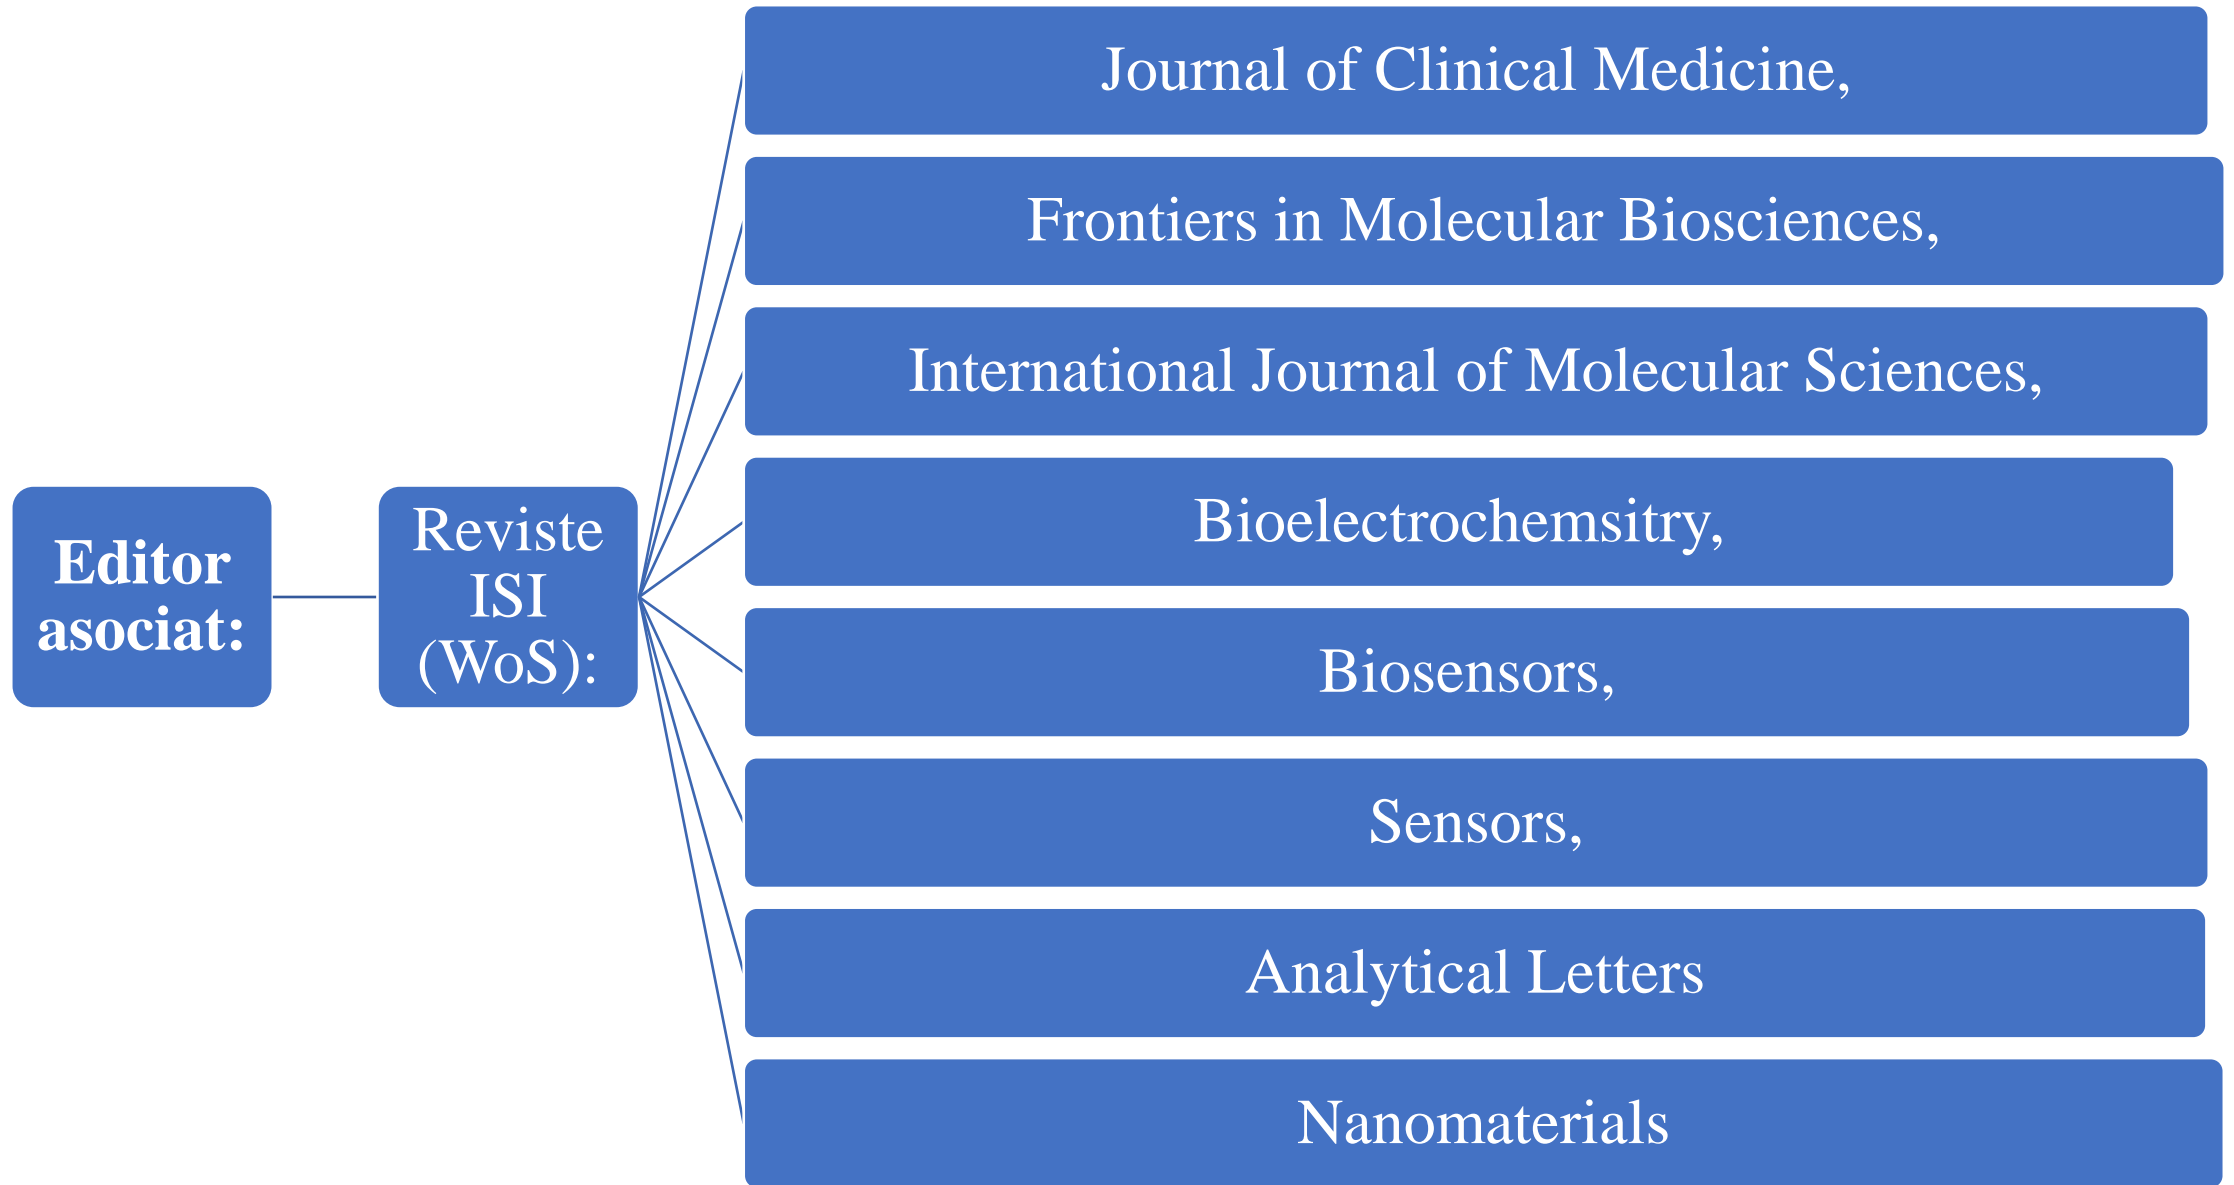 Editor
asociat:
Reviste
ISI
(WoS):
Journal of Clinical Medicine,
Frontiers in Molecular Biosciences,
International Journal of Molecular Sciences,
Bioelectrochemsitry,
Biosensors,
Sensors,
Analytical Letters
Nanomaterials